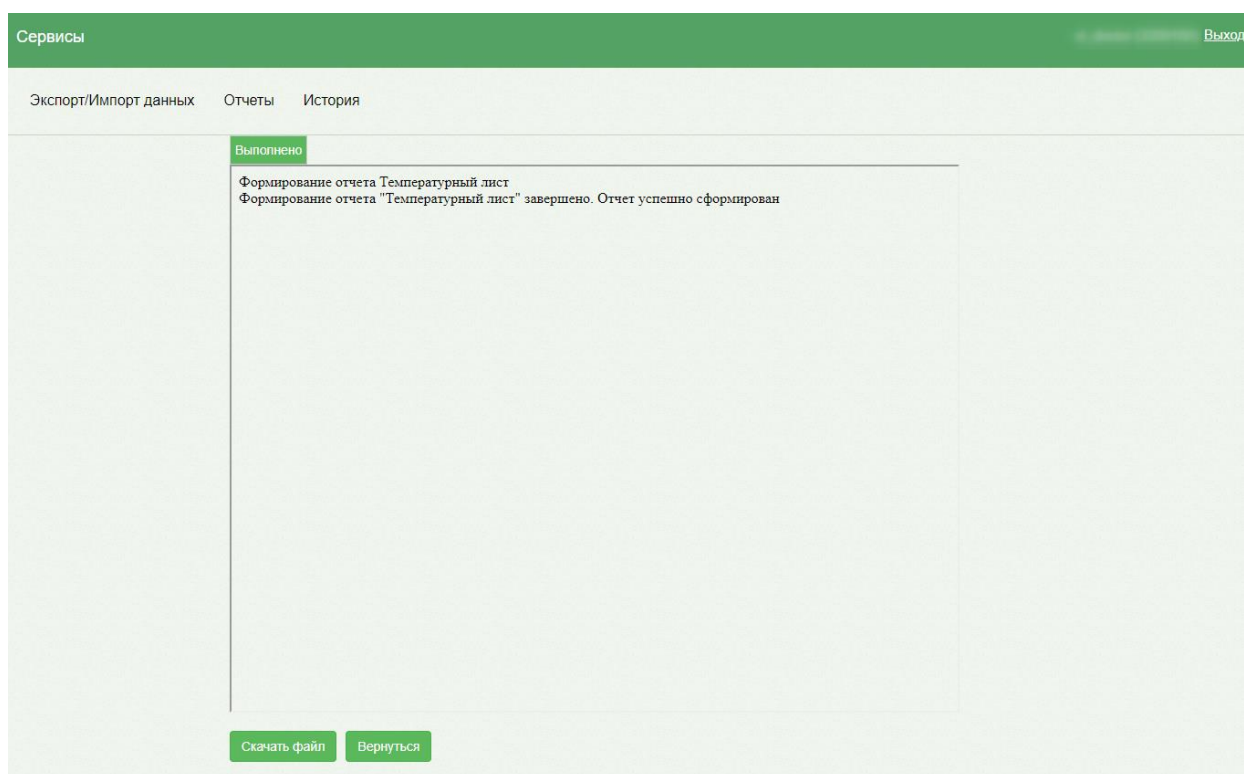 Сервисы
Выход
Экспорт/Импорт данных Отчеты История
Выполнено
Формирование отчета Температурный лист
Формирование отчета "Температурный лист" завершено. Отчет успешно сформирован
Скачать файл Вернуться